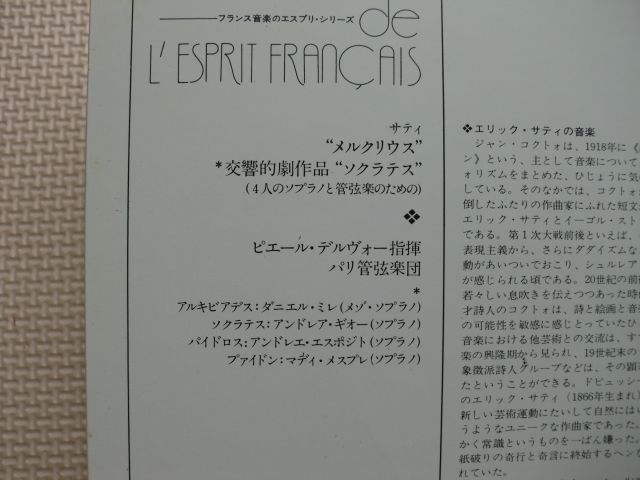 フランス音楽のエスプリ・シリーズ
de
L'ESPRIT FRANÇAIS
サティ
“メルクリウス”
*交響的劇作品“ソクラテス”
(4人のソプラノと管弦楽のための)
❖
ピエール・デルヴォー指揮
パリ管弦楽団
*
アルキビアデス:ダニエル・ミレ(メゾ・ソプラノ)
ソクラテス:アンドレア・ギオー(ソプラノ)
パイドロス:アンドレエ・エスポジト(ソプラノ)
ファイドン:マディ・メスプレ(ソプラノ)
❖エリック・サティの音楽
ジャン・コクトォは、1918年に《
ン》という、主として音楽について
ォリズムをまとめた、ひじょうに気の
している。そのなかでは、コクトォ
倒したふたりの作曲家にふれた短文
エリック・サティとイーゴル・スト
である。第1次大戦前後といえば、
表現主義から、さらにダダイズムな
動があいついでおこり、シュルレア
が感じられる頃である。20世紀の前
若々しい息吹きを伝えつつあった時
才詩人のコクトォは、詩と絵画と音
の可能性を敏感に感じとっていたひ
音楽における他芸術との交流は、す
楽の興隆期から見られ、19世紀末の
象徴派詩人グループなどは、その顕
たということができる。ドビュッシ
のエリック・サティ(1866年生まれ)
新しい芸術運動にたいして自然には
うようなユニークな作曲家であった。
かく常識というものを一ばん嫌った。
紙破りの奇行と奇言に終始するヘンな
れていた。